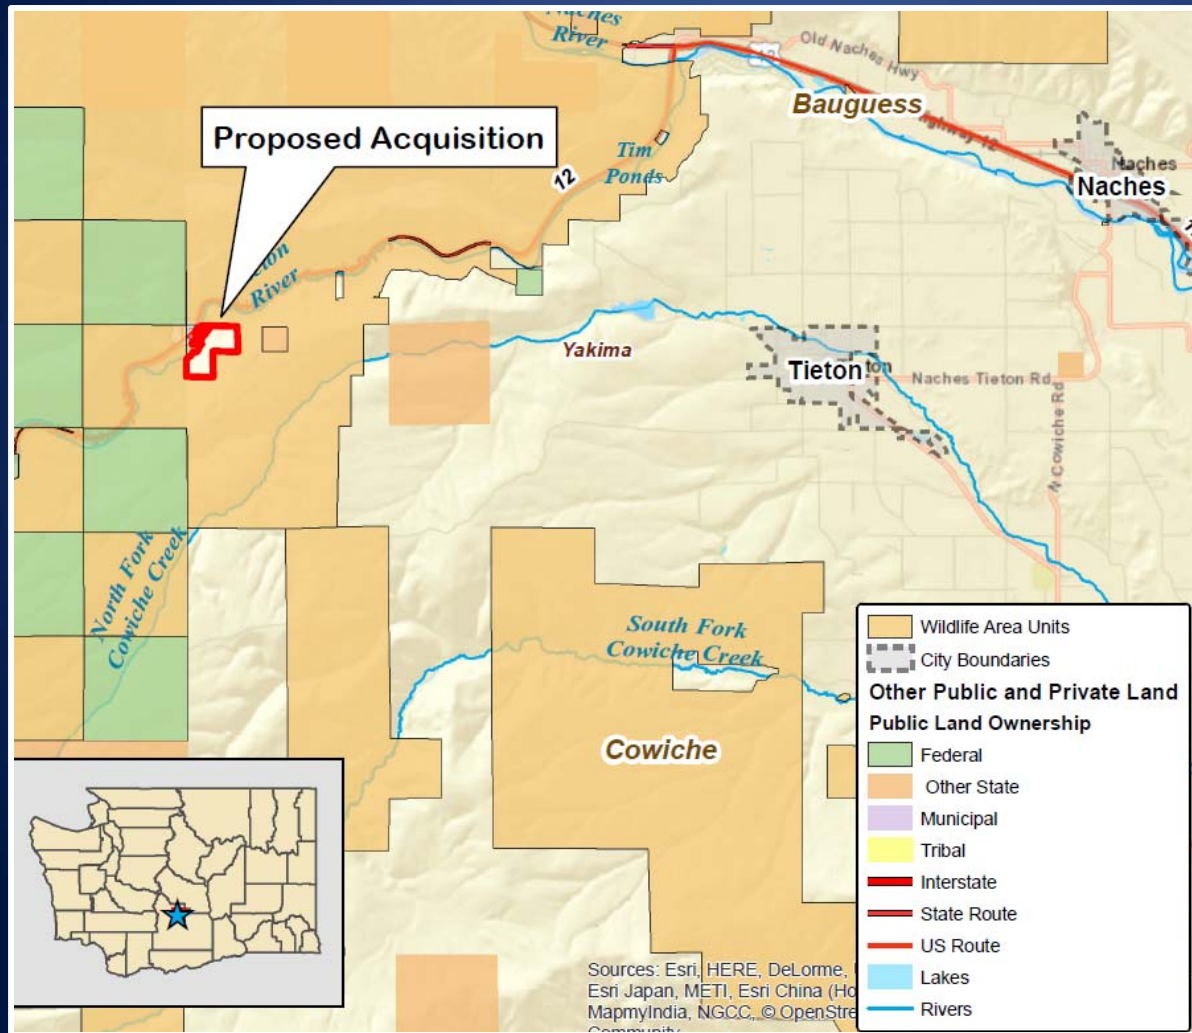 Naches
River
Old Naches Hwy
12
Bauguess
Highway 12
Proposed Acquisition
Tim
Ponds
12
Naches
Naches
River
Yakima
Tieton
Naches Tieton Rd
N Cowiche Rd
North Fork
Cowiche Creek
South Fork
Cowiche Creek
Cowiche
Wildlife Area Units
City Boundaries
Other Public and Private Land
Public Land Ownership
Federal
Other State
Municipal
Tribal
Interstate
State Route
US Route
Lakes
Rivers
Sources: Esri, HERE, DeLorme,
Esri Japan, METI, Esri China
MapmyIndia, NGCC, ©
Community